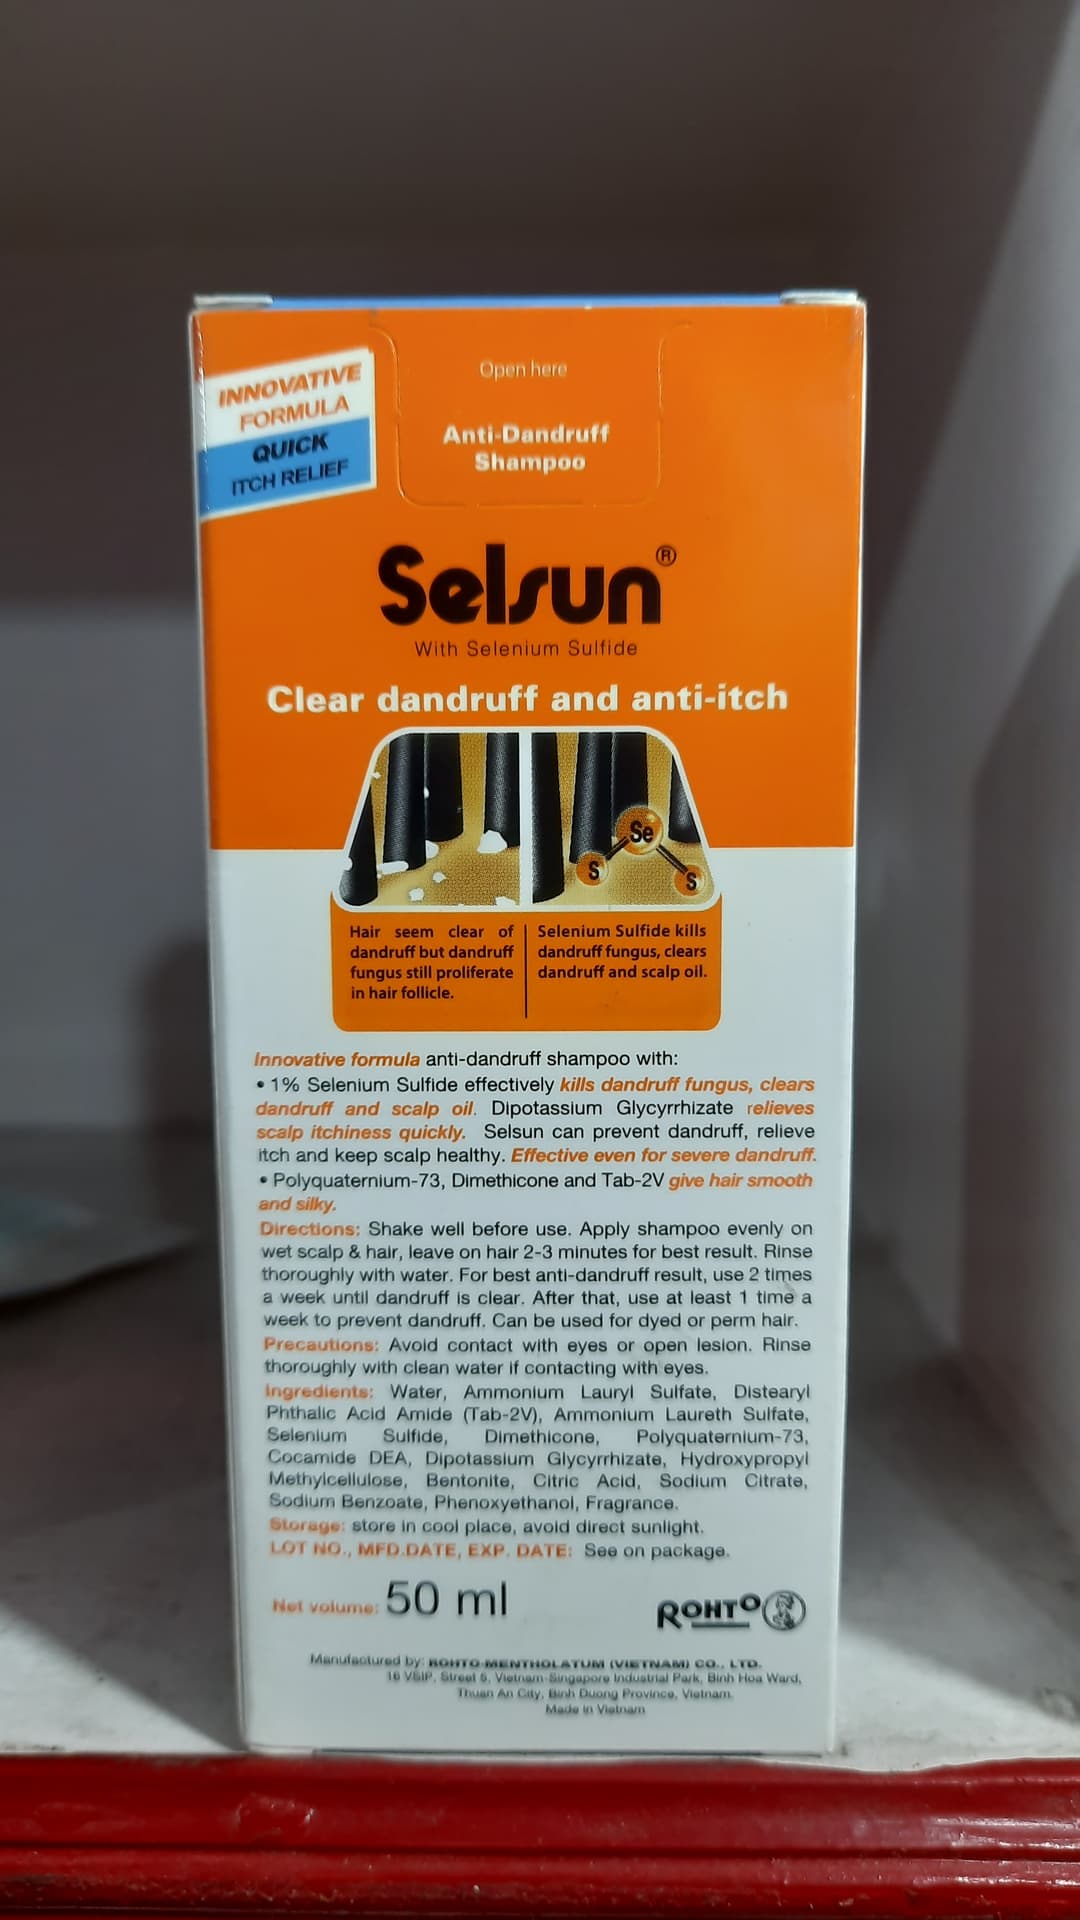 INNOVATIVE
FORMULA
QUICK
ITCH RELIEF
Open here
Anti-Dandruff
Shampoo
Selsun®
With Selenium Sulfide
Clear dandruff and anti-itch
Se
S
S
Hair seem clear of
dandruff but dandruff
fungus still proliferate
in hair follicle.
Selenium Sulfide kills
dandruff fungus, clears
dandruff and scalp oil.
Innovative formula anti-dandruff shampoo with:
• 1% Selenium Sulfide effectively kills dandruff fungus, clears
dandruff and scalp oil. Dipotassium Glycyrrhizate relieves
scalp itchiness quickly. Selsun can prevent dandruff, relieve
itch and keep scalp healthy. Effective even for severe dandruff.
• Polyquaternium-73, Dimethicone and Tab-2V give hair smooth
and silky.
Directions: Shake well before use. Apply shampoo evenly on
wet scalp & hair, leave on hair 2-3 minutes for best result. Rinse
thoroughly with water. For best anti-dandruff result, use 2 times
a week until dandruff is clear. After that, use at least 1 time a
week to prevent dandruff. Can be used for dyed or perm hair.
Precautions: Avoid contact with eyes or open lesion. Rinse
thoroughly with clean water if contacting with eyes.
Ingredients: Water, Ammonium Lauryl Sulfate, Distearyl
Phthalic Acid Amide (Tab-2V), Ammonium Laureth Sulfate,
Selenium Sulfide, Dimethicone, Polyquaternium-73,
Cocamide DEA, Dipotassium Glycyrrhizate, Hydroxypropyl
Methylcellulose, Bentonite, Citric Acid, Sodium Citrate,
Sodium Benzoate, Phenoxyethanol, Fragrance.
Storage: store in cool place, avoid direct sunlight.
LOT NO., MFD.DATE, EXP. DATE: See on package.
Net volume: 50 ml
ROHTO
Manufactured by: ROHTO-MENTHOLATUM (VIETNAM) CO., LTD.
16 VSIP, Street 5, Vietnam-Singapore Industrial Park, Binh Hoa Ward,
Thuan An City, Binh Duong Province, Vietnam.
Made in Vietnam